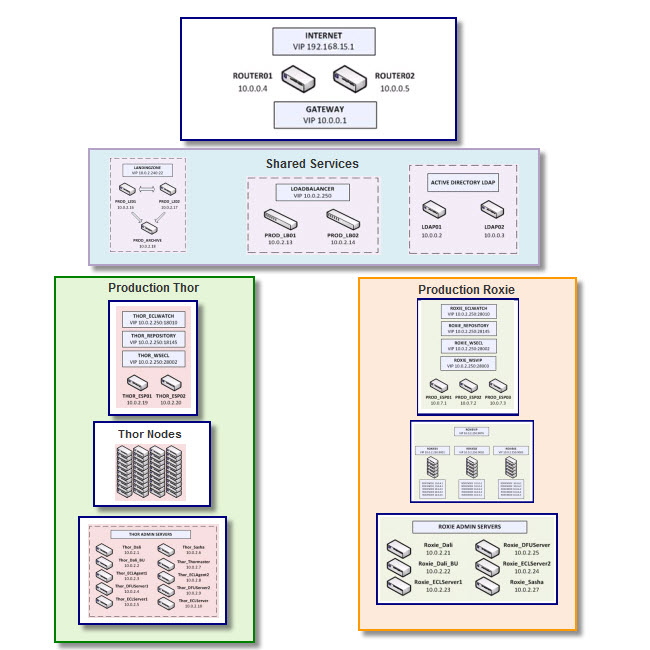 INTERNET
VIP 192.168.15.1
ROUTER01
10.0.0.4
ROUTER02
10.0.0.5
GATEWAY
VIP 10.0.0.1
Shared Services
LANDINGZONE
VIP 10.0.2.240:22
PROD_LZ01
10.0.2.16
PROD_LZ02
10.0.2.17
PROD_ARCHIVE
10.0.2.18
LOADBALANCER
VIP 10.0.2.250
PROD_LB01
10.0.2.13
PROD_LB02
10.0.2.14
ACTIVE DIRECTORY LDAP
LDAP01
10.0.0.2
LDAP02
10.0.0.3
Production Thor
THOR_ECLWATCH
VIP 10.0.2.250:18010
THOR_REPOSITORY
VIP 10.0.2.250:18145
THOR_WSECL
VIP 10.0.2.250:28002
THOR_ESP01
10.0.2.19
THOR_ESP02
10.0.2.20
Thor Nodes
THOR ADMIN SERVERS
Thor_Dali
10.0.2.1
Thor_Sasha
10.0.2.6
Thor_Dali_BU
10.0.2.2
Thor_Thormaster
10.0.2.7
Thor_ECLAgent1
10.0.2.3
Thor_ECLAgent2
10.0.2.8
Thor_DFUServer1
10.0.2.4
Thor_DFUServer2
10.0.2.9
Thor_ECLServer1
10.0.2.5
Thor_ECLServer
10.0.2.10
Production Roxie
ROXIE_ECLWATCH
VIP 10.0.2.250:28010
ROXIE_REPOSITORY
VIP 10.0.2.250:28145
ROXIE_WSECL
VIP 10.0.2.250:28002
ROXIE_WSVIP
VIP 10.0.2.250:28003
PROD_ESP01
10.0.7.1
PROD_ESP02
10.0.7.2
PROD_ESP03
10.0.7.3
ROXIE ADMIN SERVERS
Roxie_Dali
10.0.2.21
Roxie_DFUServer
10.0.2.25
Roxie_Dali_BU
10.0.2.22
Roxie_ECLServer2
10.0.2.24
Roxie_ECLServer1
10.0.2.23
Roxie_Sasha
10.0.2.27